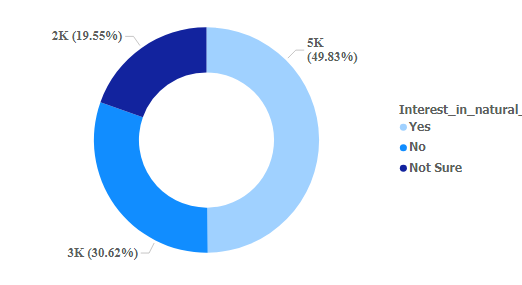 2K (19.55%)
5K
(49.83%)
3K (30.62%)
Interest_in_natural_
Yes
No
Not Sure